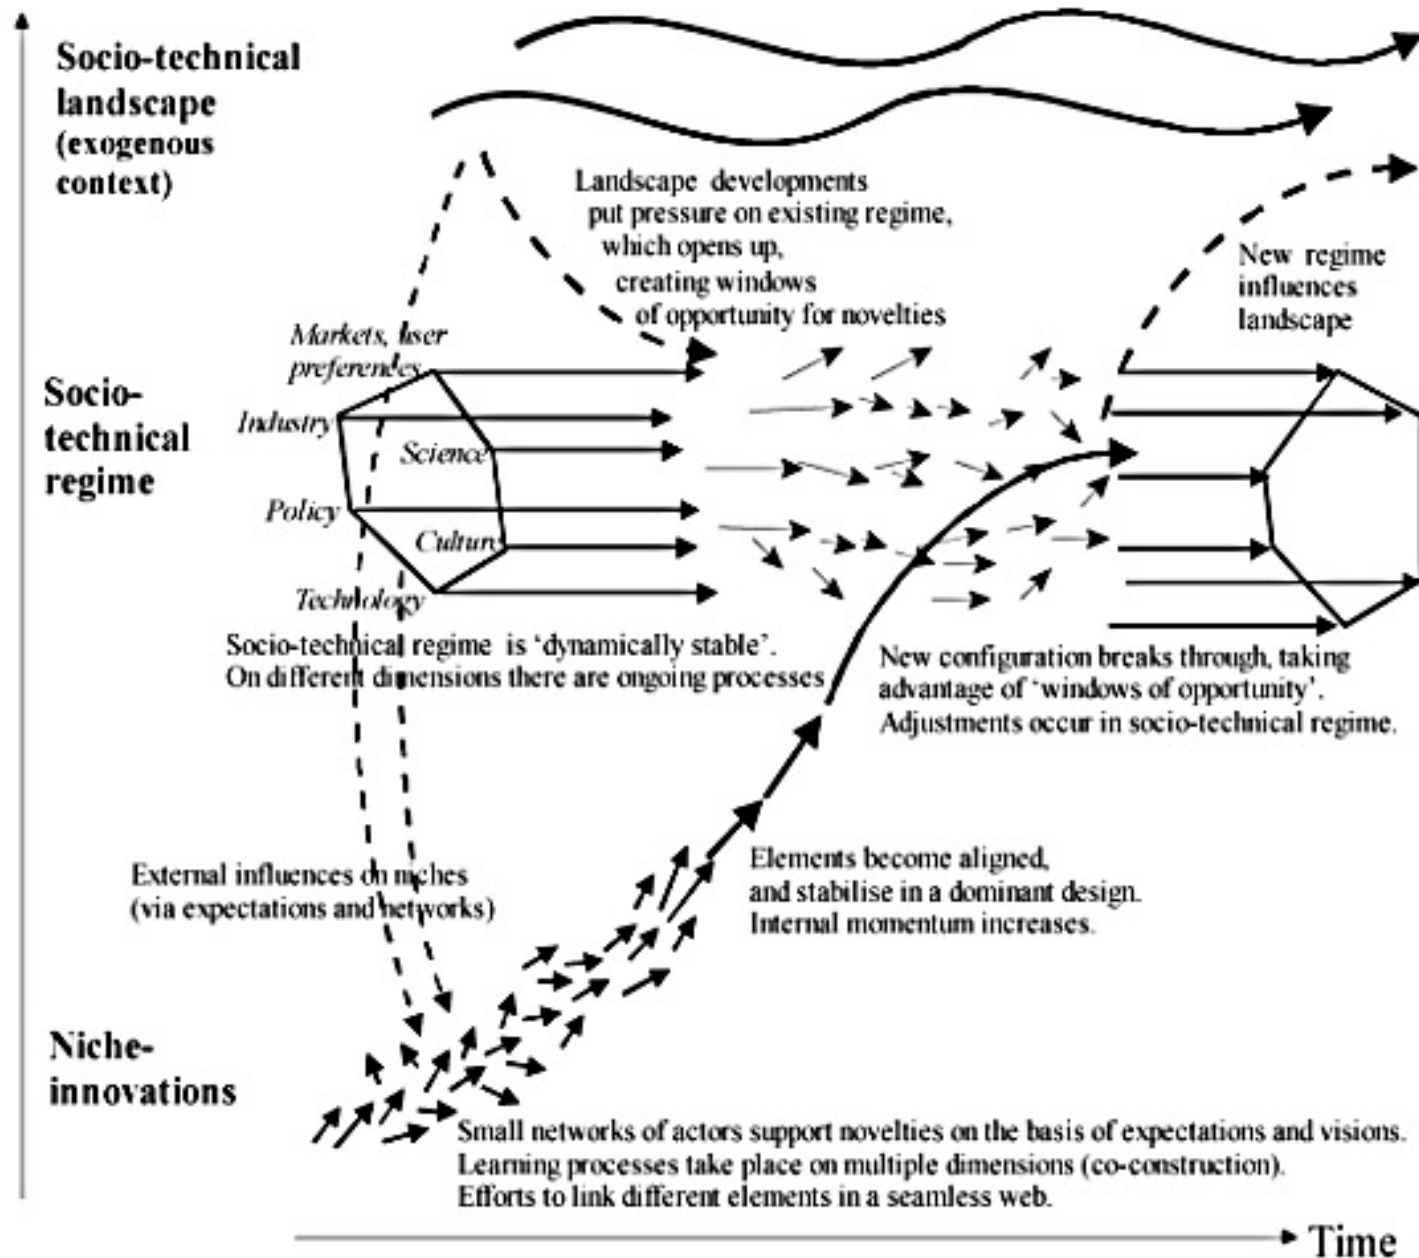 Socio-technical
landscape
(exogenous
context)
Landscape developments
put pressure on existing regime,
which opens up,
creating windows
of opportunity for novelties
New regime
influences
landscape
Markets, user
preferences
Socio-
technical
regime
Industry
Science
Policy
Culture
Technology
Socio-technical regime is ‘dynamically stable’.
On different dimensions there are ongoing processes
New configuration breaks through, taking
advantage of ‘windows of opportunity’.
Adjustments occur in socio-technical regime.
External influences on niches
(via expectations and networks)
Elements become aligned,
and stabilise in a dominant design.
Internal momentum increases.
Niche-
innovations
Small networks of actors support novelties on the basis of expectations and visions.
Learning processes take place on multiple dimensions (co-construction).
Efforts to link different elements in a seamless web.
Time